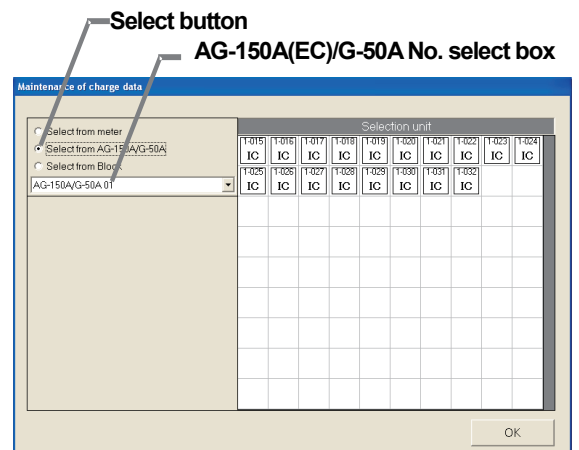 Select button
AG-150A(EC)/G-50A No. select box
Maintenance of charge data
Select from meter
Select from AG-150A/G-50A
Select from Block
AG-150A/G-50A 01
Selection unit
1-015 1-016 1-017 1-018 1-019 1-020 1-021 1-022 1-023 1-024
IC IC IC IC IC IC IC IC IC IC
1-025 1-026 1-027 1-028 1-029 1-030 1-031 1-032
IC IC IC IC IC IC IC IC
OK